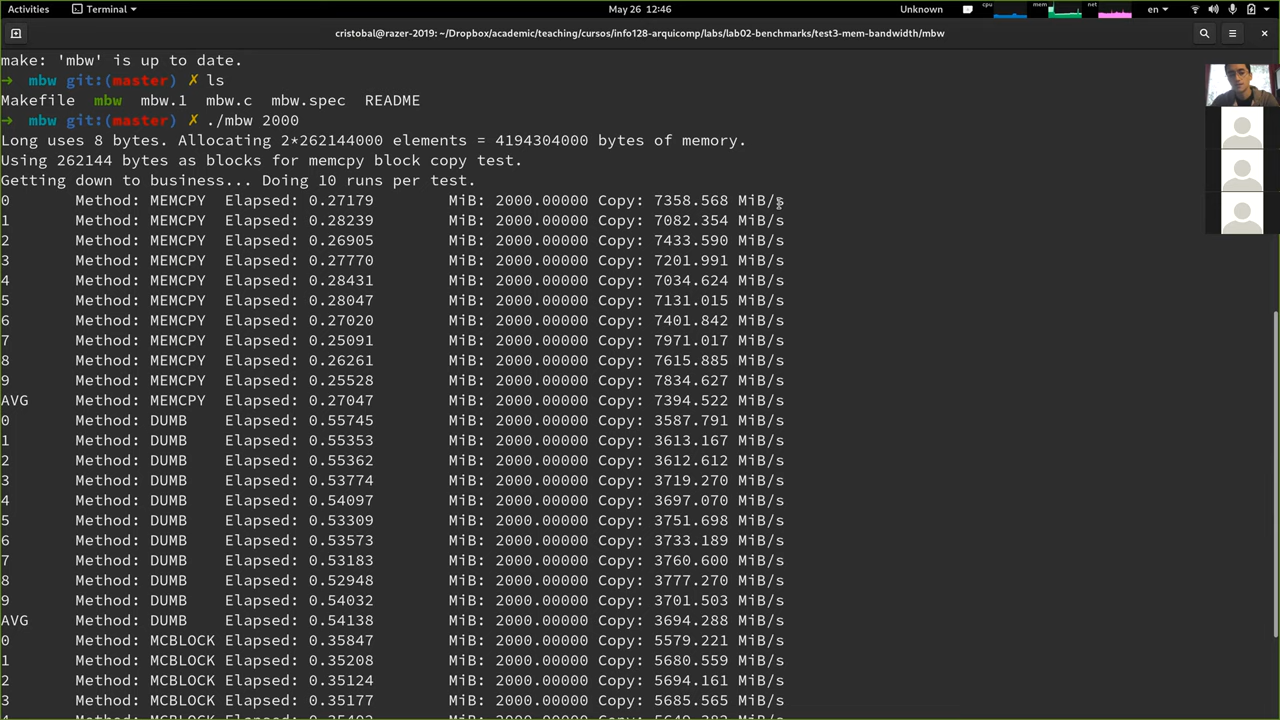 Activities Terminal May 26 12:46 Unknown cpu mem net en
cristobal@razer-2019: ~/Dropbox/academic/teaching/cursos/info128-arquicomp/labs/lab02-benchmarks/test3-mem-bandwidth/mbw
make: 'mbw' is up to date.
→ mbw git:(master) ✗ ls
Makefile mbw mbw.1 mbw.c mbw.spec README
→ mbw git:(master) ✗ ./mbw 2000
Long uses 8 bytes. Allocating 2*262144000 elements = 4194304000 bytes of memory.
Using 262144 bytes as blocks for memcpy block copy test.
Getting down to business... Doing 10 runs per test.
0 Method: MEMCPY Elapsed: 0.27179 MiB: 2000.00000 Copy: 7358.568 MiB/s
1 Method: MEMCPY Elapsed: 0.28239 MiB: 2000.00000 Copy: 7082.354 MiB/s
2 Method: MEMCPY Elapsed: 0.26905 MiB: 2000.00000 Copy: 7433.590 MiB/s
3 Method: MEMCPY Elapsed: 0.27770 MiB: 2000.00000 Copy: 7201.991 MiB/s
4 Method: MEMCPY Elapsed: 0.28431 MiB: 2000.00000 Copy: 7034.624 MiB/s
5 Method: MEMCPY Elapsed: 0.28047 MiB: 2000.00000 Copy: 7131.015 MiB/s
6 Method: MEMCPY Elapsed: 0.27020 MiB: 2000.00000 Copy: 7401.842 MiB/s
7 Method: MEMCPY Elapsed: 0.25091 MiB: 2000.00000 Copy: 7971.017 MiB/s
8 Method: MEMCPY Elapsed: 0.26261 MiB: 2000.00000 Copy: 7615.885 MiB/s
9 Method: MEMCPY Elapsed: 0.25528 MiB: 2000.00000 Copy: 7834.627 MiB/s
AVG Method: MEMCPY Elapsed: 0.27047 MiB: 2000.00000 Copy: 7394.522 MiB/s
0 Method: DUMB Elapsed: 0.55745 MiB: 2000.00000 Copy: 3587.791 MiB/s
1 Method: DUMB Elapsed: 0.55353 MiB: 2000.00000 Copy: 3613.167 MiB/s
2 Method: DUMB Elapsed: 0.55362 MiB: 2000.00000 Copy: 3612.612 MiB/s
3 Method: DUMB Elapsed: 0.53774 MiB: 2000.00000 Copy: 3719.270 MiB/s
4 Method: DUMB Elapsed: 0.54097 MiB: 2000.00000 Copy: 3697.070 MiB/s
5 Method: DUMB Elapsed: 0.53309 MiB: 2000.00000 Copy: 3751.698 MiB/s
6 Method: DUMB Elapsed: 0.53573 MiB: 2000.00000 Copy: 3733.189 MiB/s
7 Method: DUMB Elapsed: 0.53183 MiB: 2000.00000 Copy: 3760.600 MiB/s
8 Method: DUMB Elapsed: 0.52948 MiB: 2000.00000 Copy: 3777.270 MiB/s
9 Method: DUMB Elapsed: 0.54032 MiB: 2000.00000 Copy: 3701.503 MiB/s
AVG Method: DUMB Elapsed: 0.54138 MiB: 2000.00000 Copy: 3694.288 MiB/s
0 Method: MCBLOCK Elapsed: 0.35847 MiB: 2000.00000 Copy: 5579.221 MiB/s
1 Method: MCBLOCK Elapsed: 0.35208 MiB: 2000.00000 Copy: 5680.559 MiB/s
2 Method: MCBLOCK Elapsed: 0.35124 MiB: 2000.00000 Copy: 5694.161 MiB/s
3 Method: MCBLOCK Elapsed: 0.35177 MiB: 2000.00000 Copy: 5685.565 MiB/s
Method: MCBLOCK Elapsed: MiB: 2000.00000 Copy: MiB/s